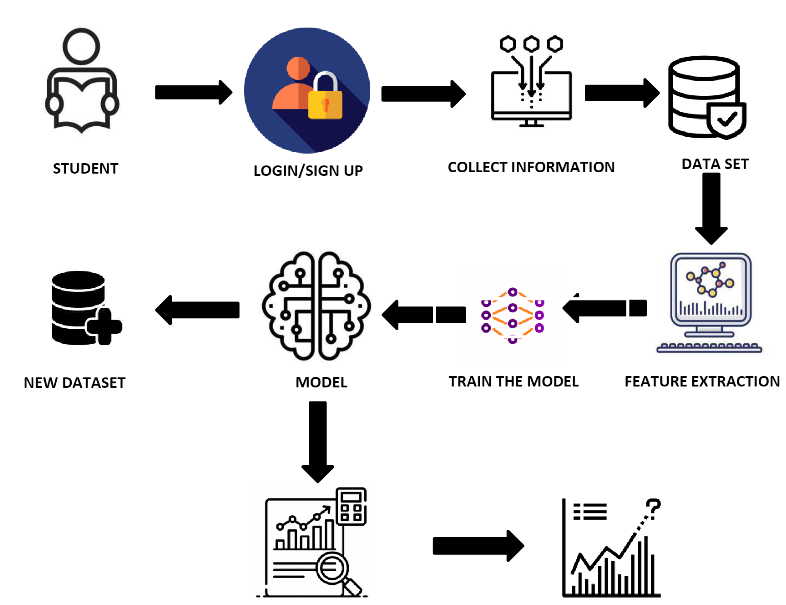 STUDENT
LOGIN/SIGN UP
COLLECT INFORMATION
DATA SET
NEW DATASET
MODEL
TRAIN THE MODEL
FEATURE EXTRACTION
?